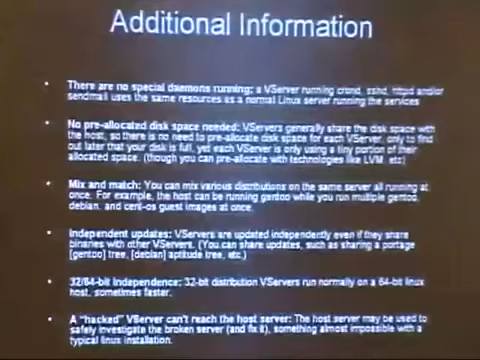 Additional Information
• There are no special daemons running: a VServer running crond, sshd, httpd and/or
sendmail uses the same resources as a normal Linux server running the services
• No pre-allocated disk space needed: VServers generally share the disk space with
the host, so there is no need to pre-allocate disk space for each VServer, only to find
out later that your disk is full, yet each VServer is only using a tiny portion of their
allocated space. (though you can pre-allocate with technologies like LVM, etc)
• Mix and match: You can mix various distributions on the same server all running at
once. For example, the host can be running gentoo while you run multiple gentoo,
debian, and cent-os guest images at once.
• Independent updates: VServers are updated independently even if they share
binaries with other VServers. (You can share updates, such as sharing a portage
[gentoo] tree, [debian] aptitude tree, etc.)
• 32/64-bit Independence: 32-bit distribution VServers run normally on a 64-bit linux
host, sometimes faster.
• A "hacked" VServer can't reach the host server: The host server may be used to
safely investigate the broken server (and fix it), something almost impossible with a
typical linux installation.